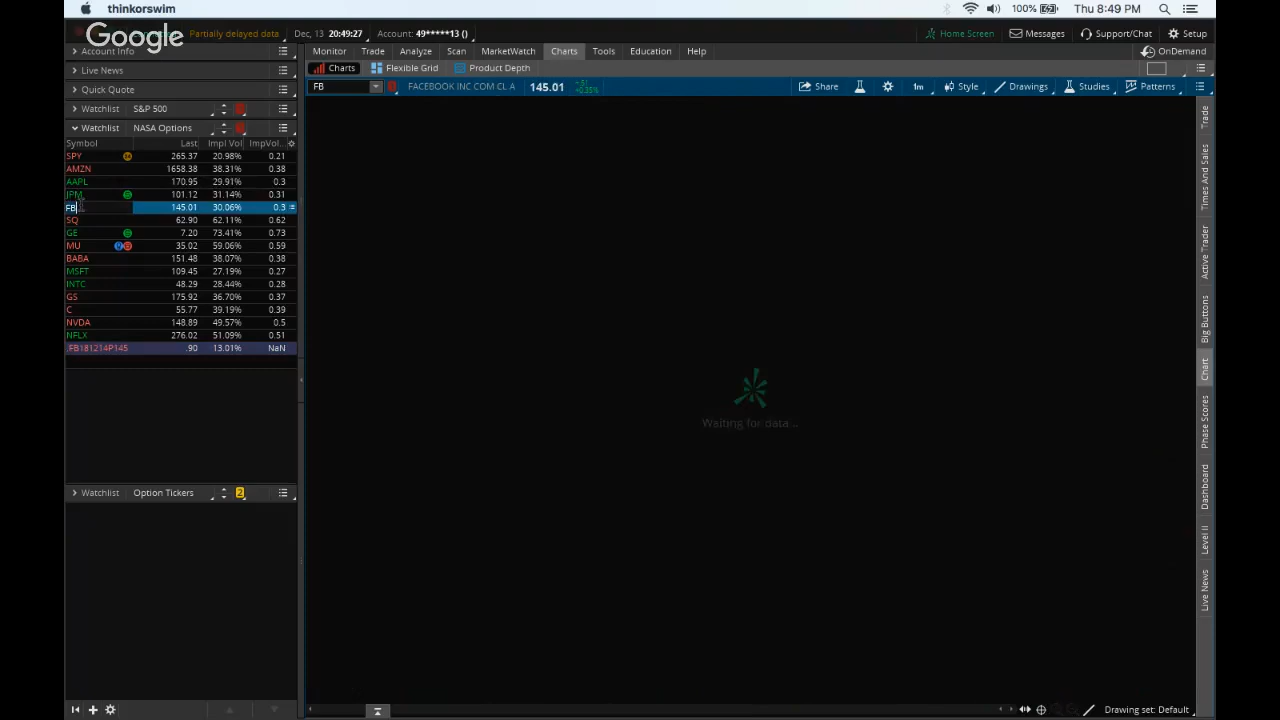 thinkorswim 100% Thu 8:49 PM
Google
Partially delayed data Dec, 13 20:49:27 Account: 49*****13 () Home Screen Messages Support/Chat Setup
Account Info
Monitor Trade Analyze Scan MarketWatch Charts Tools Education Help OnDemand
Live News
Charts Flexible Grid Product Depth
Quick Quote
FB FACEBOOK INC COM CL A 145.01 +.51 +0.35% Share 1m Style Drawings Studies Patterns
Watchlist S&P 500
Watchlist NASA Options
Symbol Last Impl Vol ImpVol...
SPY 265.37 20.98% 0.21
AMZN 1658.38 38.31% 0.38
AAPL 170.95 29.91% 0.3
JPM 101.12 31.14% 0.31
FB 145.01 30.06% 0.3
SQ 62.90 62.11% 0.62
GE 7.20 73.41% 0.73
MU 35.02 59.06% 0.59
BABA 151.48 38.07% 0.38
MSFT 109.45 27.19% 0.27
INTC 48.29 28.44% 0.28
GS 175.92 36.70% 0.37
C 55.77 39.19% 0.39
NVDA 148.89 49.57% 0.5
NFLX 276.02 51.09% 0.51
.FB181214P145 .90 13.01% NaN
Watchlist Option Tickers 2
Waiting for data...
Trade
Times And Sales
Active Trader
Big Buttons
Chart
Phase Scores
Dashboard
Level II
Live News
Drawing set: Default